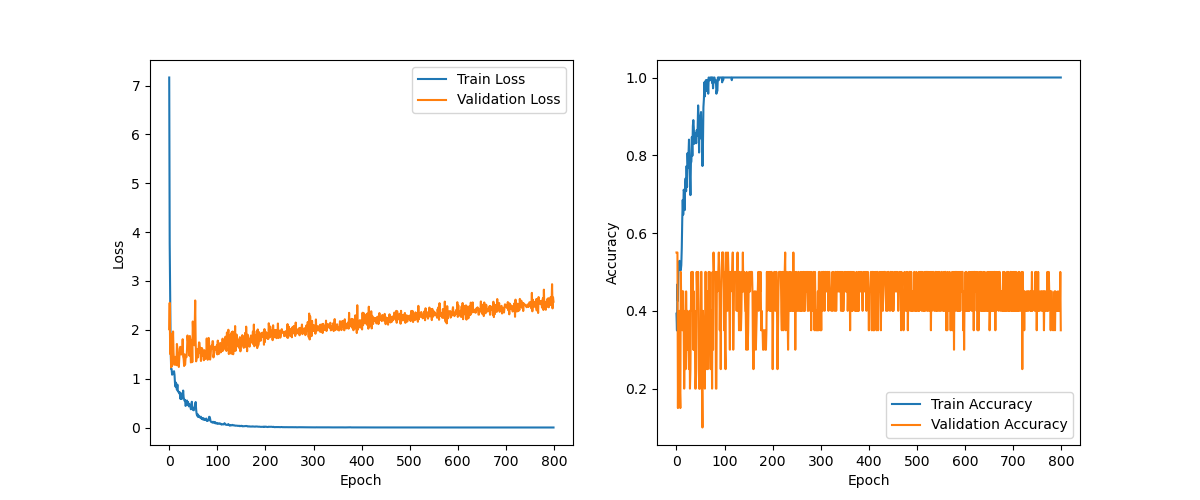 Train Loss
Validation Loss
7
6
5
4
3
2
1
0
Loss
0 100 200 300 400 500 600 700 800
Epoch
1.0
0.8
0.6
0.4
0.2
Accuracy
Train Accuracy
Validation Accuracy
0 100 200 300 400 500 600 700 800
Epoch